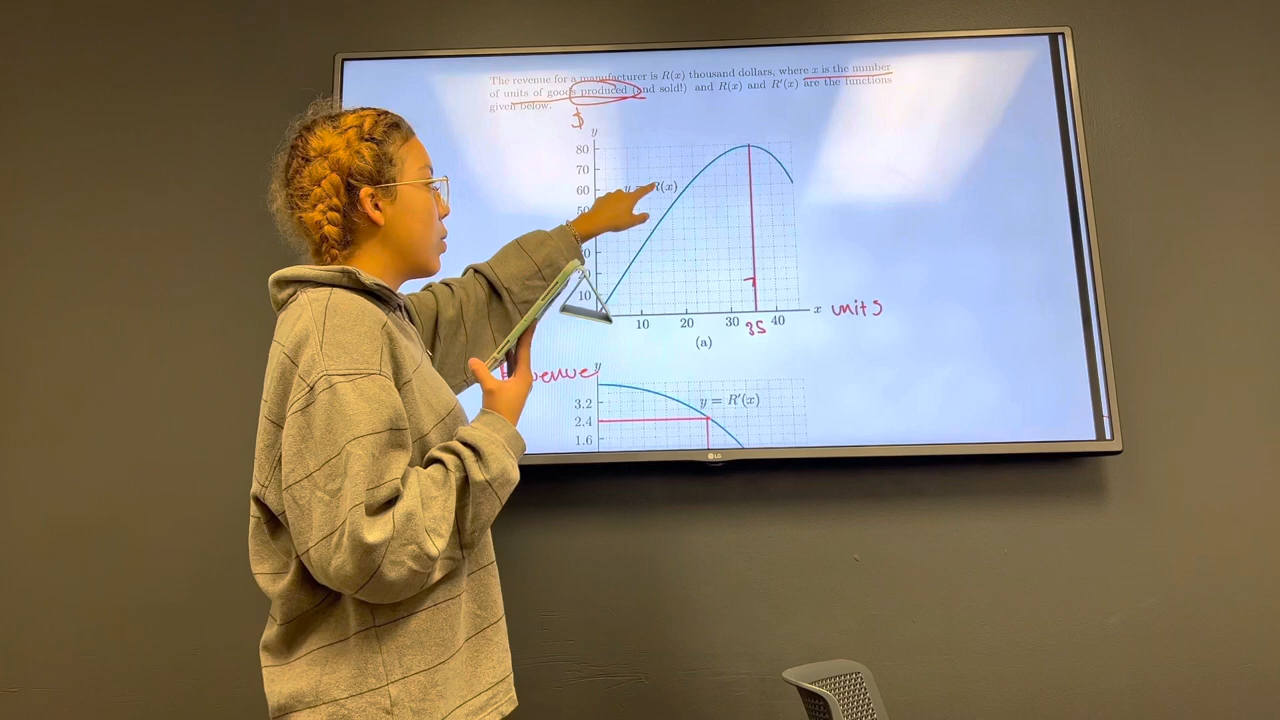 The revenue for a manufacturer is R(x) thousand dollars, where x is the number
of units of goods produced (and sold!) and R(x) and R'(x) are the functions
given below.
$
y
80
70
60
y = R(x)
10
10 20 30 35 40
x units
(a)
y
3.2
y = R'(x)
2.4
1.6
LG